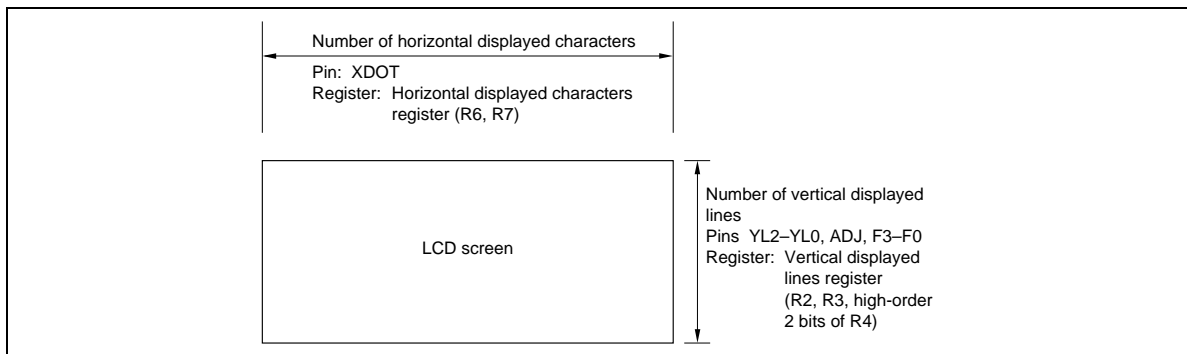 Number of horizontal displayed characters
Pin: XDOT
Register: Horizontal displayed characters
register (R6, R7)
LCD screen
Number of vertical displayed
lines
Pins YL2–YL0, ADJ, F3–F0
Register: Vertical displayed
lines register
(R2, R3, high-order
2 bits of R4)